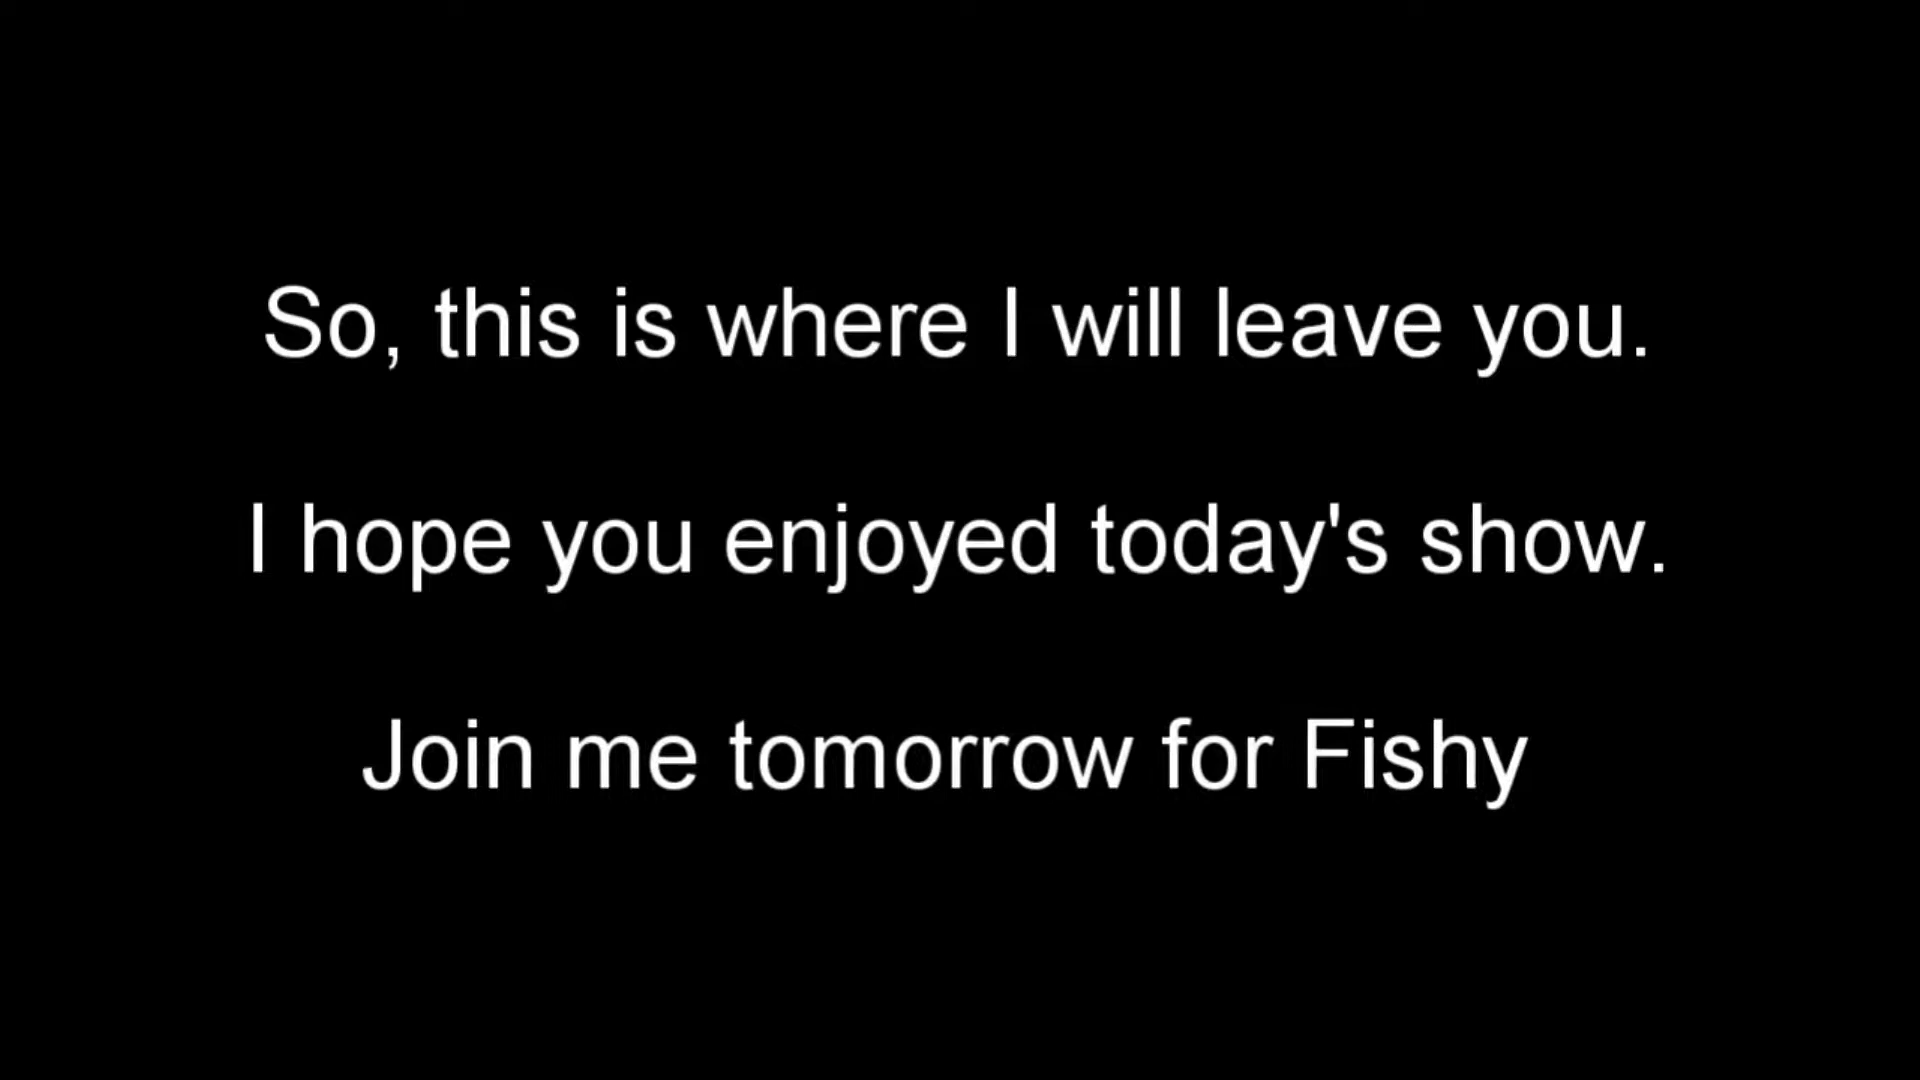 So, this is where I will leave you.
I hope you enjoyed today's show.
Join me tomorrow for Fishy